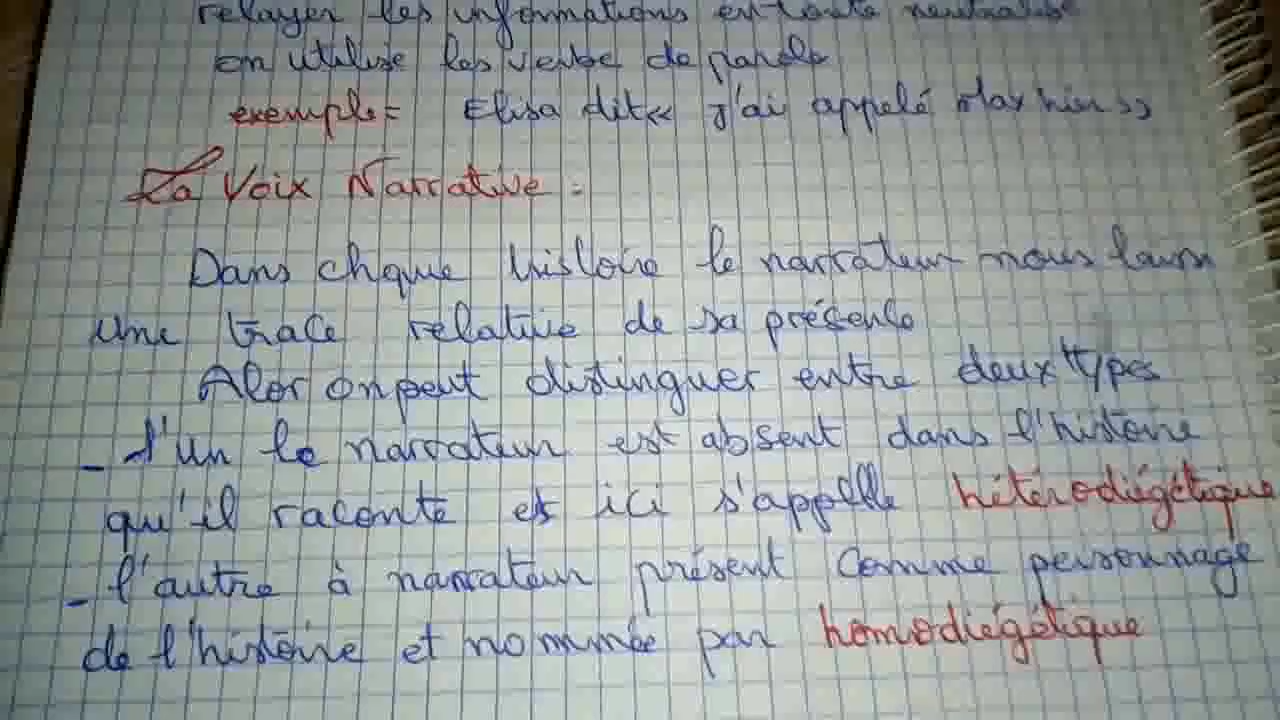 relayer les informations en toute neutralité
on utilise les verbe de parole
exemple= Elisa dit« J'ai appelé Max hier »
La Voix Narrative :
Dans chque histoire le narrateur nous
une trace relative de sa présence
Alor on peut distinguer entre deux types
- l'un le narrateur est absent dans l'histoire
qu'il raconte et ici s'appelle hétérodiégétique
- l'autre à narrateur présent comme personnage
de l'histoire et nommée par homodiégétique